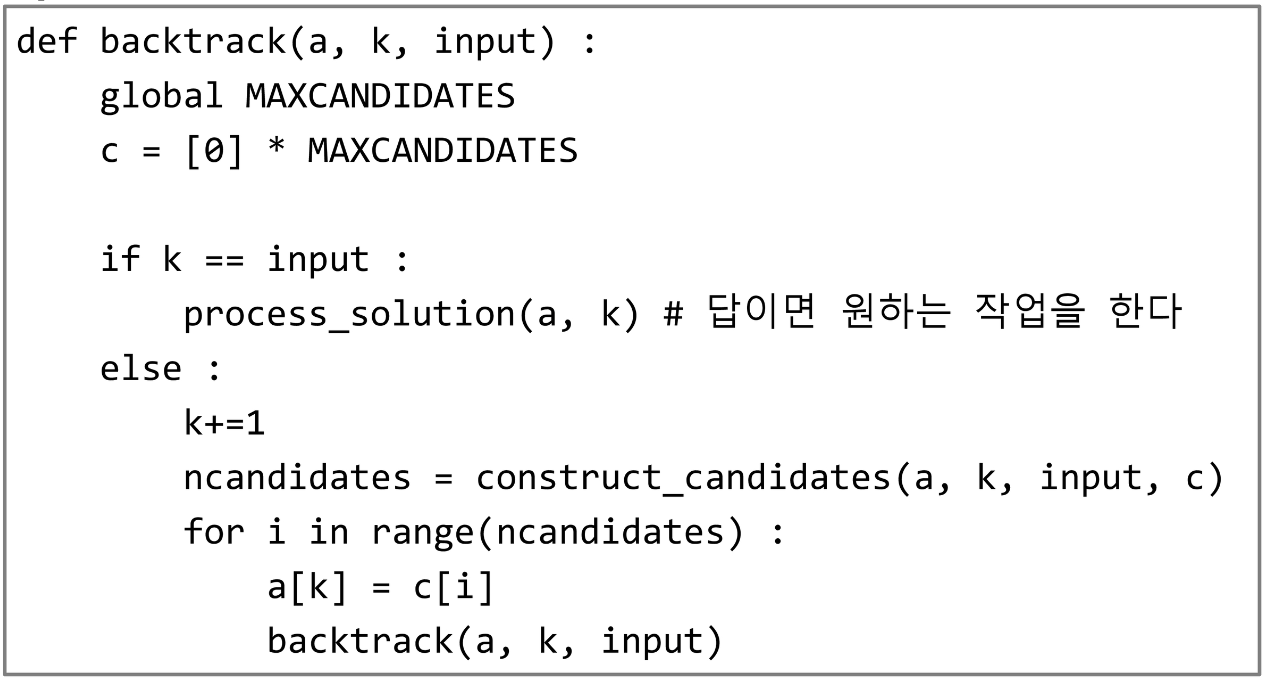 def backtrack(a, k, input) :
    global MAXCANDIDATES
    c = [0] * MAXCANDIDATES

    if k == input :
        process_solution(a, k) # 답이면 원하는 작업을 한다
    else :
        k+=1
        ncandidates = construct_candidates(a, k, input, c)
        for i in range(ncandidates) :
            a[k] = c[i]
            backtrack(a, k, input)